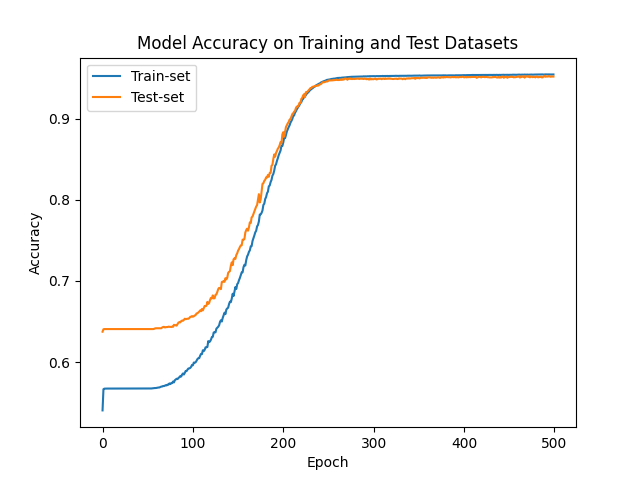 Model Accuracy on Training and Test Datasets
Train-set
Test-set
0.9
0.8
0.7
0.6
Accuracy
0 100 200 300 400 500
Epoch